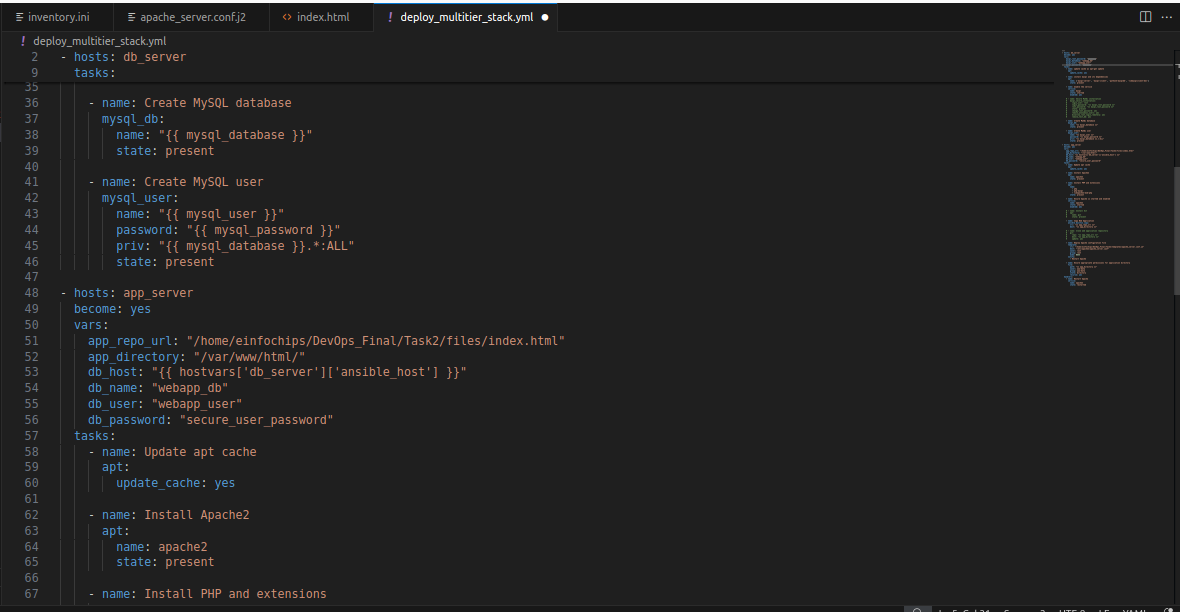 inventory.ini apache_server.conf.j2 <> index.html ! deploy_multitier_stack.yml ●
! deploy_multitier_stack.yml
2 - hosts: db_server
9 tasks:
35
36 - name: Create MySQL database
37 mysql_db:
38 name: "{{ mysql_database }}"
39 state: present
40
41 - name: Create MySQL user
42 mysql_user:
43 name: "{{ mysql_user }}"
44 password: "{{ mysql_password }}"
45 priv: "{{ mysql_database }}.*:ALL"
46 state: present
47
48 - hosts: app_server
49 become: yes
50 vars:
51 app_repo_url: "/home/einfochips/DevOps_Final/Task2/files/index.html"
52 app_directory: "/var/www/html/"
53 db_host: "{{ hostvars['db_server']['ansible_host'] }}"
54 db_name: "webapp_db"
55 db_user: "webapp_user"
56 db_password: "secure_user_password"
57 tasks:
58 - name: Update apt cache
59 apt:
60 update_cache: yes
61
62 - name: Install Apache2
63 apt:
64 name: apache2
65 state: present
66
67 - name: Install PHP and extensions